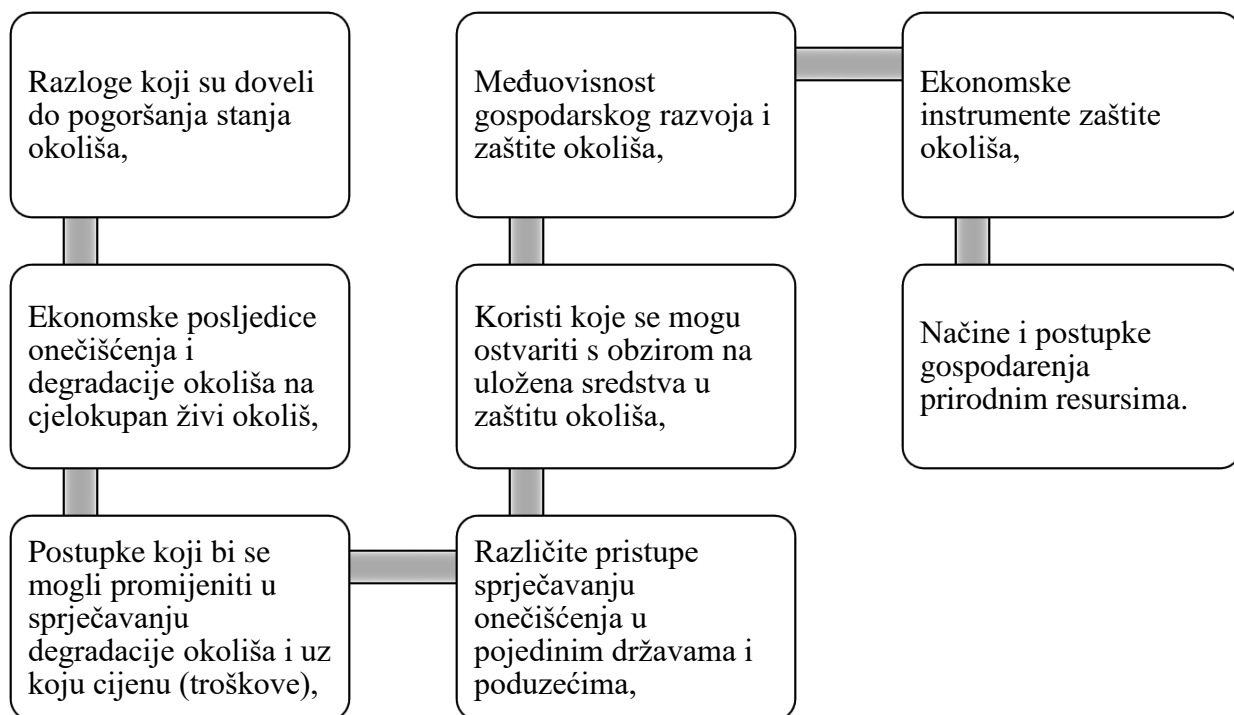 Razloge koji su doveli
do pogoršanja stanja
okoliša,
Ekonomske posljedice
onečišćenja i
degradacije okoliša na
cjelokupan živi okoliš,
Postupke koji bi se
mogli promijeniti u
sprječavanju
degradacije okoliša i uz
koju cijenu (troškove),
Različite pristupe
sprječavanju
onečišćenja u
pojedinim državama i
poduzećima,
Koristi koje se mogu
ostvariti s obzirom na
uložena sredstva u
zaštitu okoliša,
Međuovisnost
gospodarskog razvoja i
zaštite okoliša,
Ekonomske
instrumente zaštite
okoliša,
Načine i postupke
gospodarenja
prirodnim resursima.